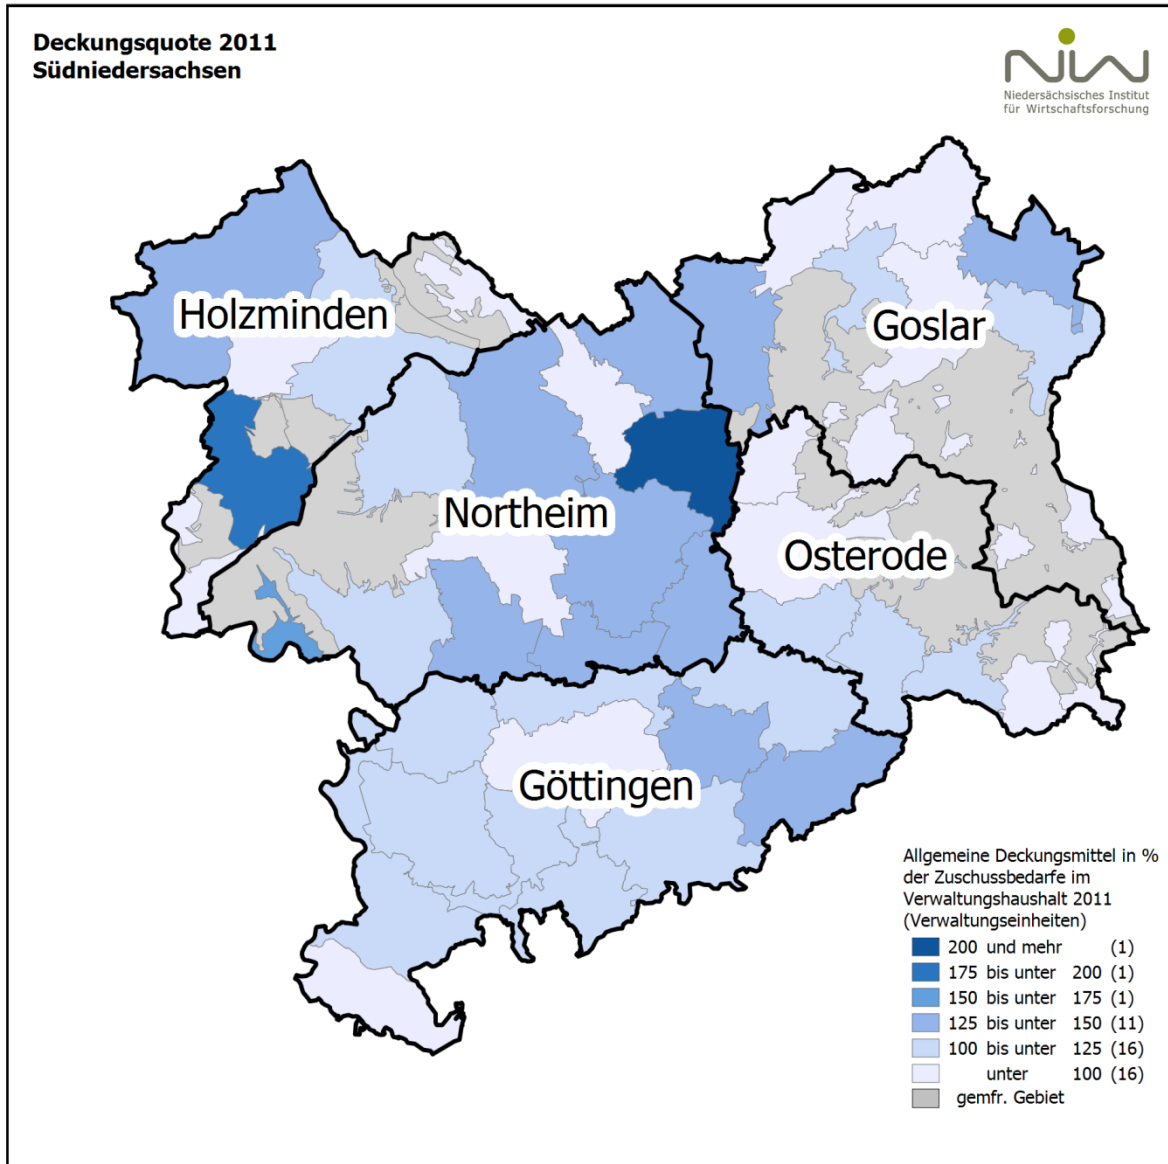 Deckungsquote 2011
Südniedersachsen
NIW
Niedersächsisches Institut
für Wirtschaftsforschung
Holzminden
Goslar
Northeim
Osterode
Göttingen
Allgemeine Deckungsmittel in %
der Zuschussbedarfe im
Verwaltungshaushalt 2011
(Verwaltungseinheiten)
200 und mehr (1)
175 bis unter 200 (1)
150 bis unter 175 (1)
125 bis unter 150 (11)
100 bis unter 125 (16)
unter 100 (16)
gemfr. Gebiet